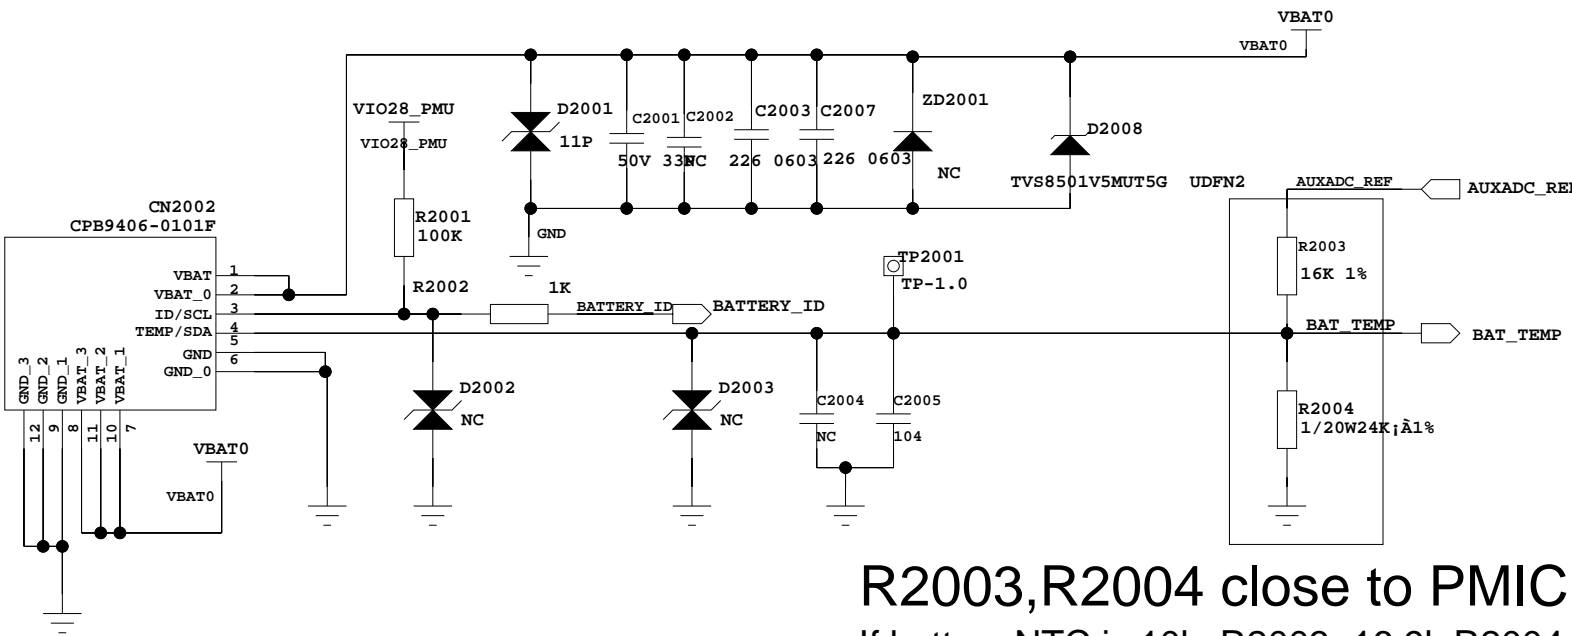 VBAT0
VBAT0
VIO28_PMU
VIO28_PMU
D2001
11P
C2001
50V 33P
C2002
NC
C2003
226 0603
C2007
226 0603
ZD2001
NC
D2008
TVS8501V5MUT5G UDFN2
AUXADC_REF
AUXADC_REF
CN2002
CPB9406-0101F
R2001
100K
GND
TP2001
TP-1.0
R2003
16K 1%
VBAT 1
VBAT_0 2
ID/SCL 3
TEMP/SDA 4
5
GND
GND_0 6
R2002
1K
BATTERY_ID
BATTERY_ID
BAT_TEMP
BAT_TEMP
GND_3
GND_2
GND_1
VBAT_3
VBAT_2
VBAT_1
12
9
8
11
10
7
D2002
NC
D2003
NC
C2004
NC
C2005
104
R2004
1/20W24K¡À1%
VBAT0
VBAT0
R2003,R2004 close to PMIC